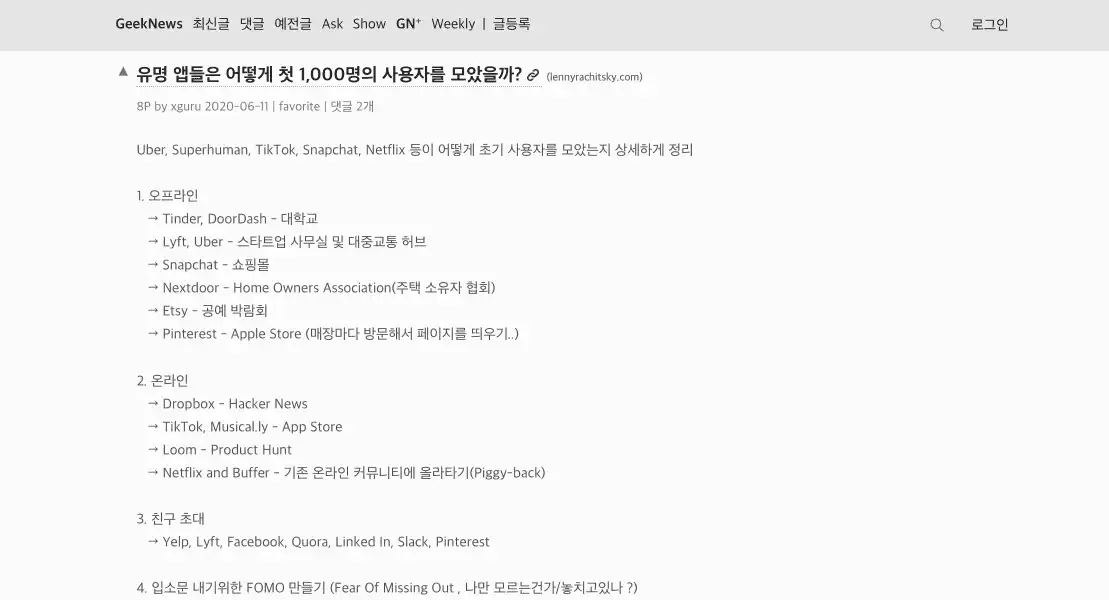 GeekNews 최신글 댓글 예전글 Ask Show GN⁺ Weekly | 글등록 로그인
▲ 유명 앱들은 어떻게 첫 1,000명의 사용자를 모았을까? (lennyrachitsky.com)
8P by xguru 2020-06-11 | favorite | 댓글 2개
Uber, Superhuman, TikTok, Snapchat, Netflix 등이 어떻게 초기 사용자를 모았는지 상세하게 정리
1. 오프라인
→ Tinder, DoorDash - 대학교
→ Lyft, Uber - 스타트업 사무실 및 대중교통 허브
→ Snapchat - 쇼핑몰
→ Nextdoor - Home Owners Association(주택 소유자 협회)
→ Etsy - 공예 박람회
→ Pinterest - Apple Store (매장마다 방문해서 페이지를 띄우기..)
2. 온라인
→ Dropbox - Hacker News
→ TikTok, Musical.ly - App Store
→ Loom - Product Hunt
→ Netflix and Buffer - 기존 온라인 커뮤니티에 올라타기(Piggy-back)
3. 친구 초대
→ Yelp, Lyft, Facebook, Quora, Linked In, Slack, Pinterest
4. 입소문 내기위한 FOMO 만들기 (Fear Of Missing Out , 나만 모르는건가/놓치고있나 ?)